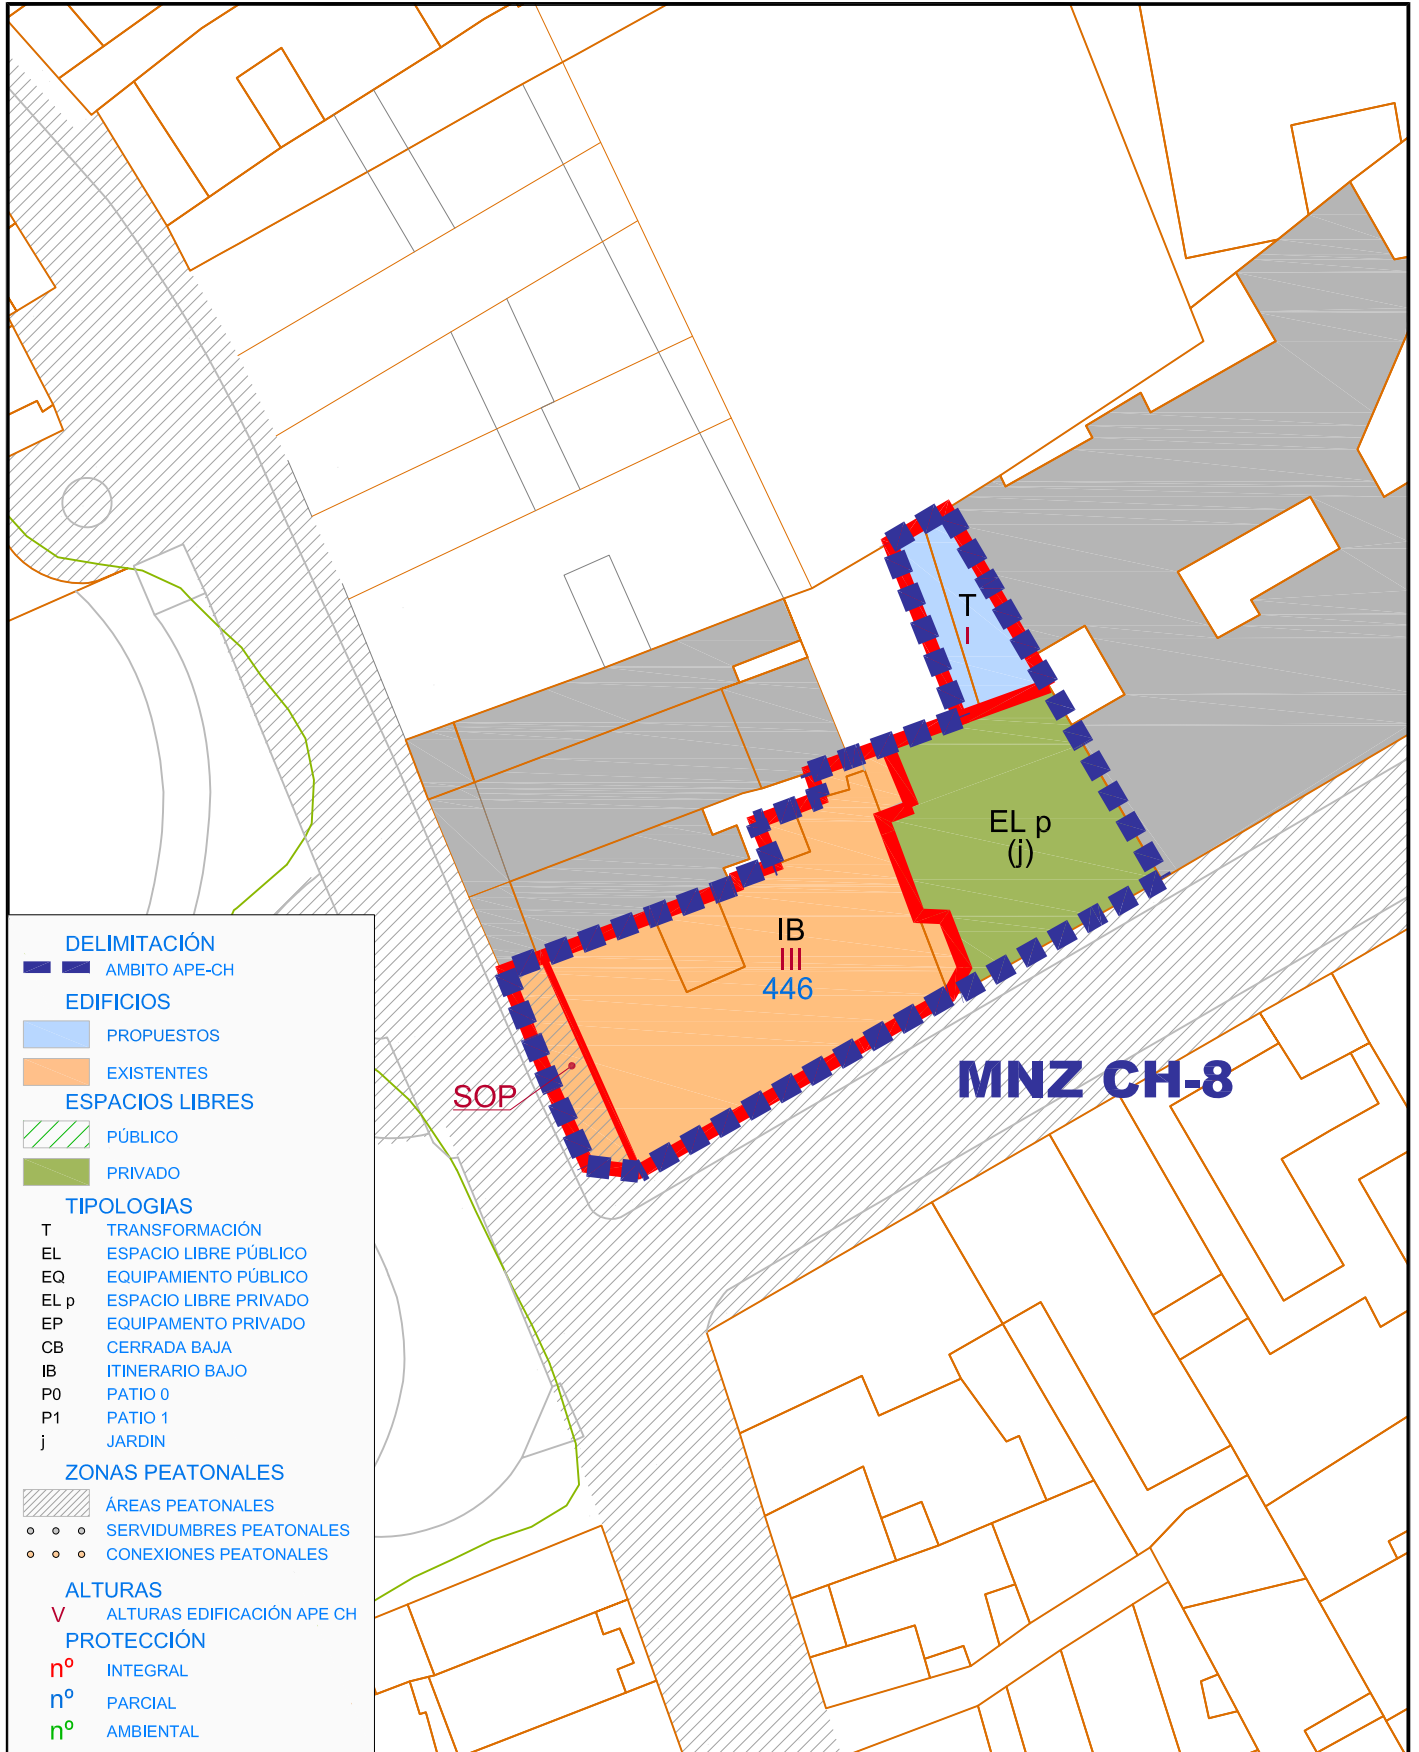 T
I
EL p
(j)
IB
III
446
SOP
MNZ CH-8
DELIMITACIÓN
AMBITO APE-CH
EDIFICIOS
PROPUESTOS
EXISTENTES
ESPACIOS LIBRES
PÚBLICO
PRIVADO
TIPOLOGIAS
T TRANSFORMACIÓN
EL ESPACIO LIBRE PÚBLICO
EQ EQUIPAMIENTO PÚBLICO
EL p ESPACIO LIBRE PRIVADO
EP EQUIPAMENTO PRIVADO
CB CERRADA BAJA
IB ITINERARIO BAJO
P0 PATIO 0
P1 PATIO 1
j JARDIN
ZONAS PEATONALES
ÁREAS PEATONALES
SERVIDUMBRES PEATONALES
CONEXIONES PEATONALES
ALTURAS
V ALTURAS EDIFICACIÓN APE CH
PROTECCIÓN
nº INTEGRAL
nº PARCIAL
nº AMBIENTAL